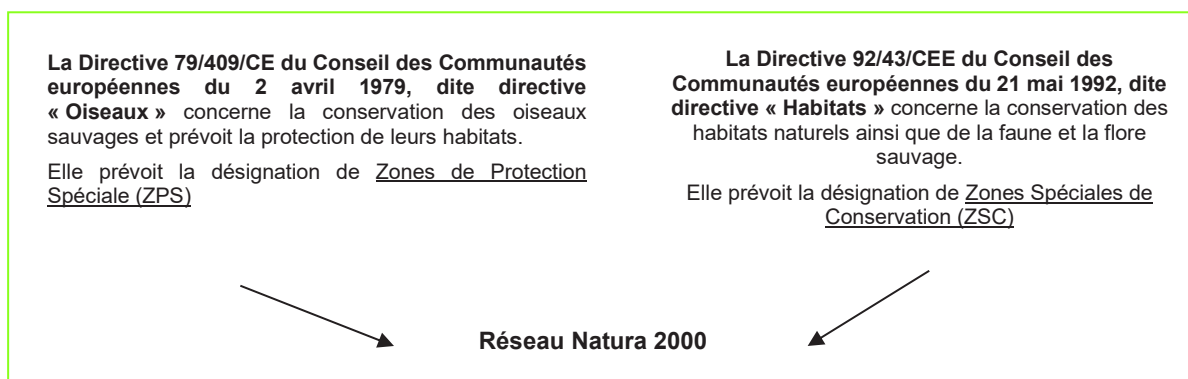 La Directive 79/409/CE du Conseil des Communautés
européennes du 2 avril 1979, dite directive
« Oiseaux » concerne la conservation des oiseaux
sauvages et prévoit la protection de leurs habitats.
Elle prévoit la désignation de Zones de Protection
Spéciale (ZPS)
La Directive 92/43/CEE du Conseil des
Communautés européennes du 21 mai 1992, dite
directive « Habitats » concerne la conservation des
habitats naturels ainsi que de la faune et la flore
sauvage.
Elle prévoit la désignation de Zones Spéciales de
Conservation (ZSC)
Réseau Natura 2000